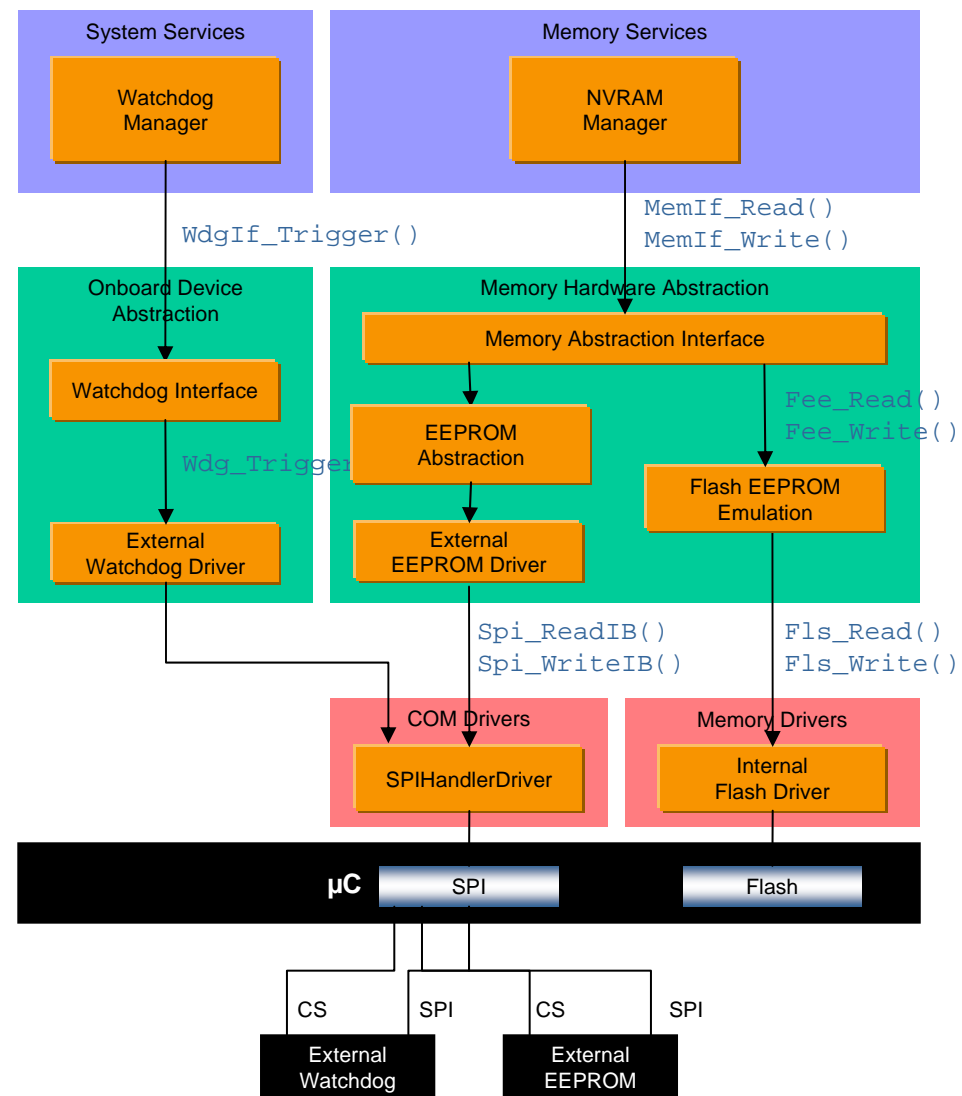 System Services
Memory Services
Watchdog
Manager
NVRAM
Manager
MemIf_Read()
MemIf_Write()
WdgIf_Trigger()
Onboard Device
Abstraction
Memory Hardware Abstraction
Memory Abstraction Interface
Watchdog Interface
Fee_Read()
Fee_Write()
EEPROM
Abstraction
Wdg_Trigger
Flash EEPROM
Emulation
External
Watchdog Driver
External
EEPROM Driver
Spi_ReadIB()
Spi_WriteIB()
Fls_Read()
Fls_Write()
COM Drivers
Memory Drivers
SPIHandlerDriver
Internal
Flash Driver
µC
SPI
Flash
CS
SPI
CS
SPI
External
Watchdog
External
EEPROM